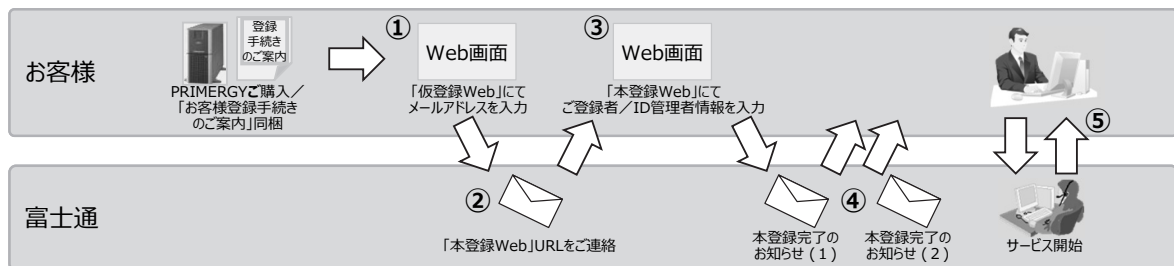 お客様
登録
手続き
のご案内
PRIMERGYご購入／
「お客様登録手続き
のご案内」同梱
①
Web画面
「仮登録Web」にて
メールアドレスを入力
③
Web画面
「本登録Web」にて
ご登録者／ID管理者情報を入力
⑤
富士通
②
「本登録Web」URLをご連絡
④
本登録完了の
お知らせ（1）
本登録完了の
お知らせ（2）
サービス開始